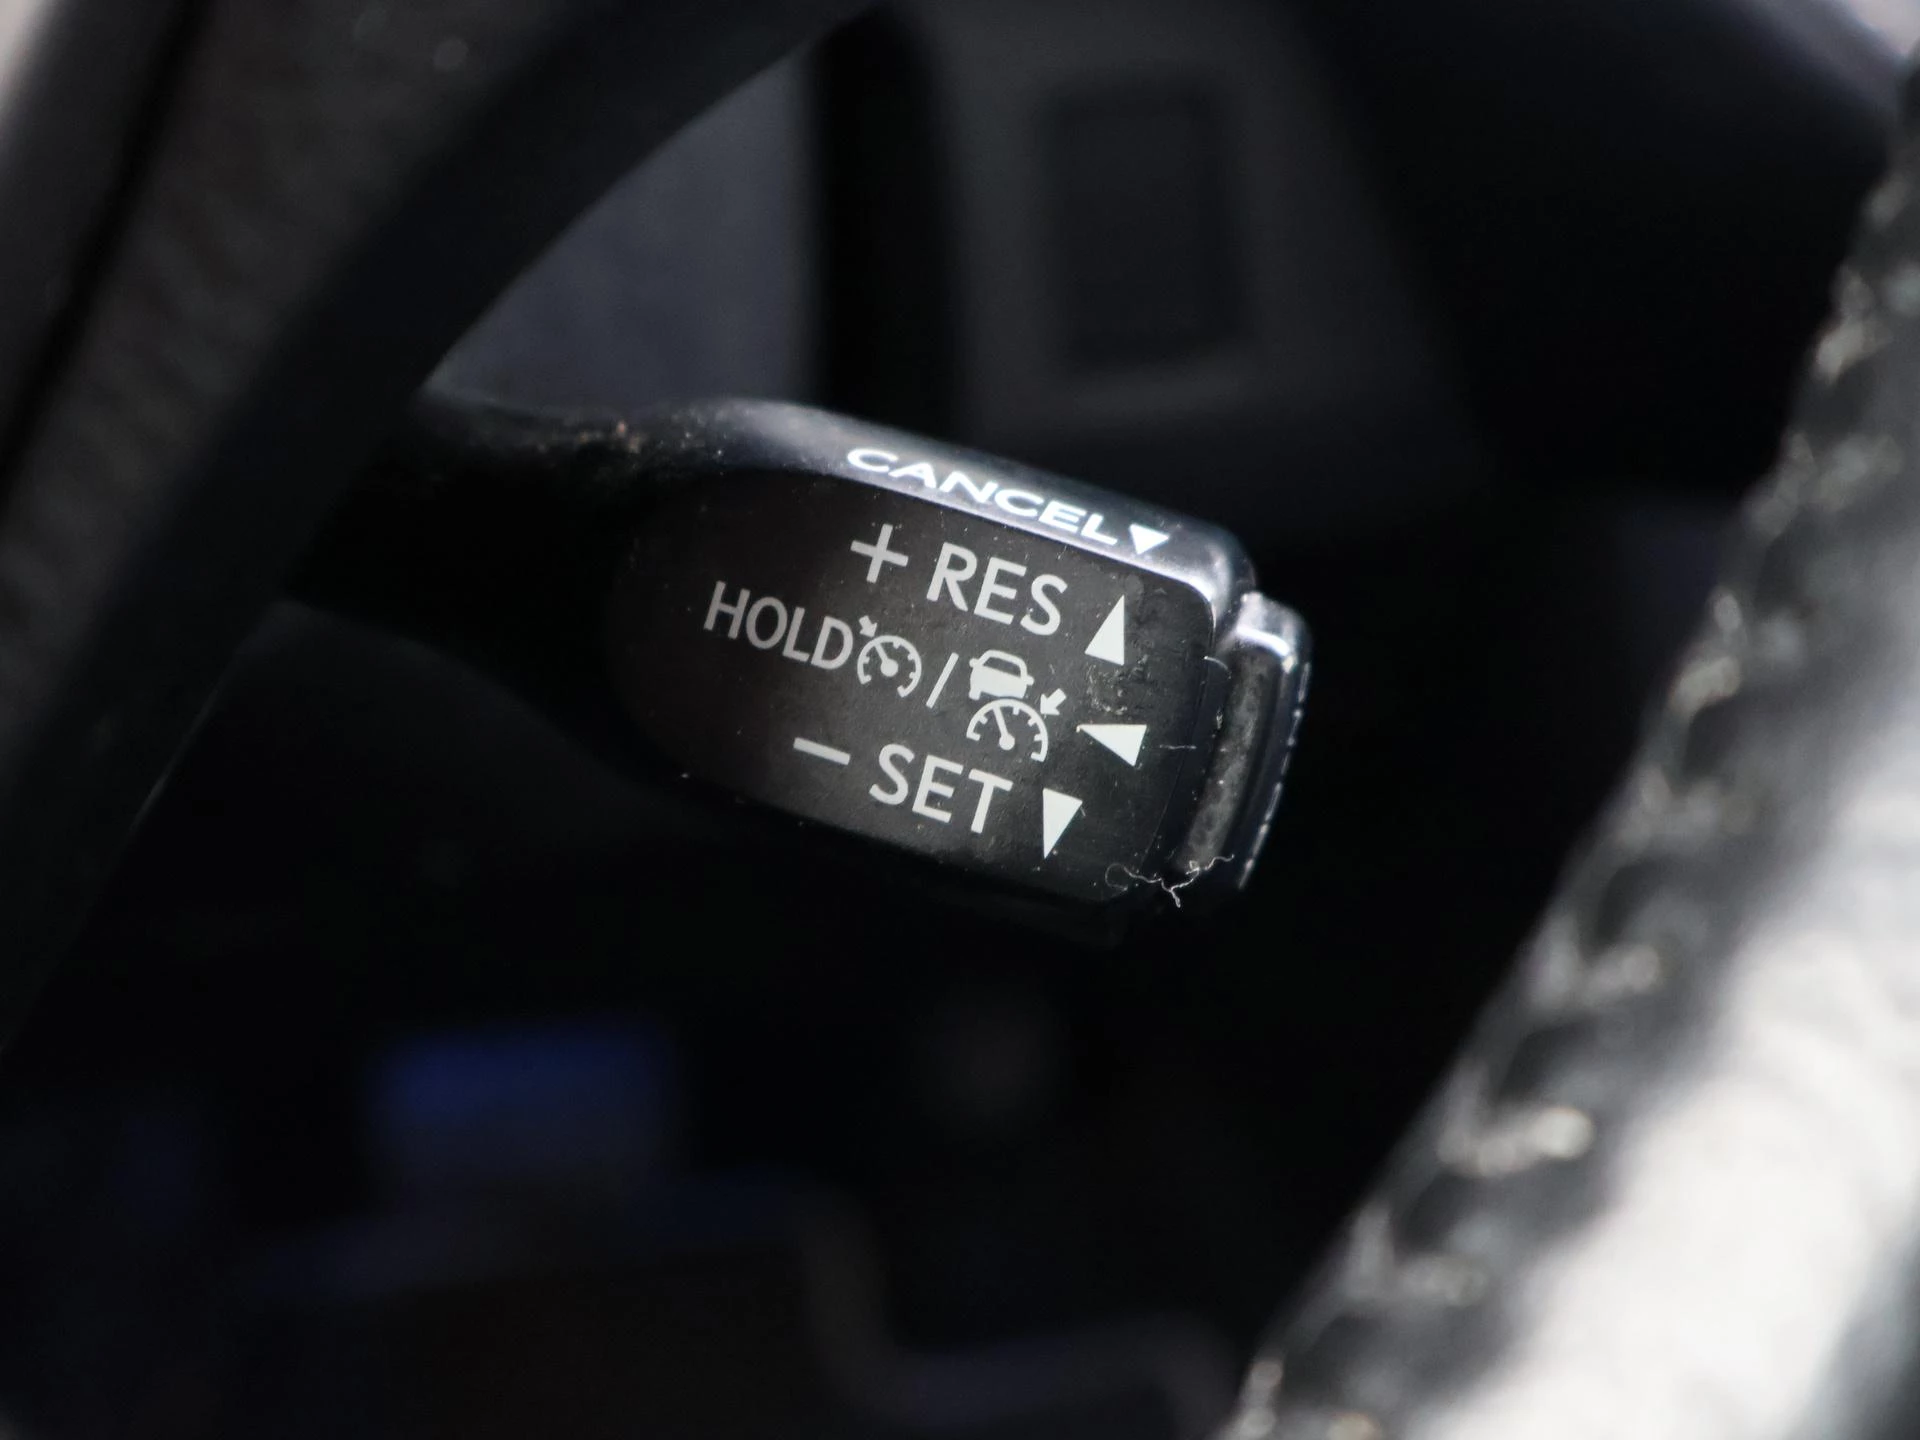 CANCEL▼
+ RES ▲
HOLD /
− SET ▼